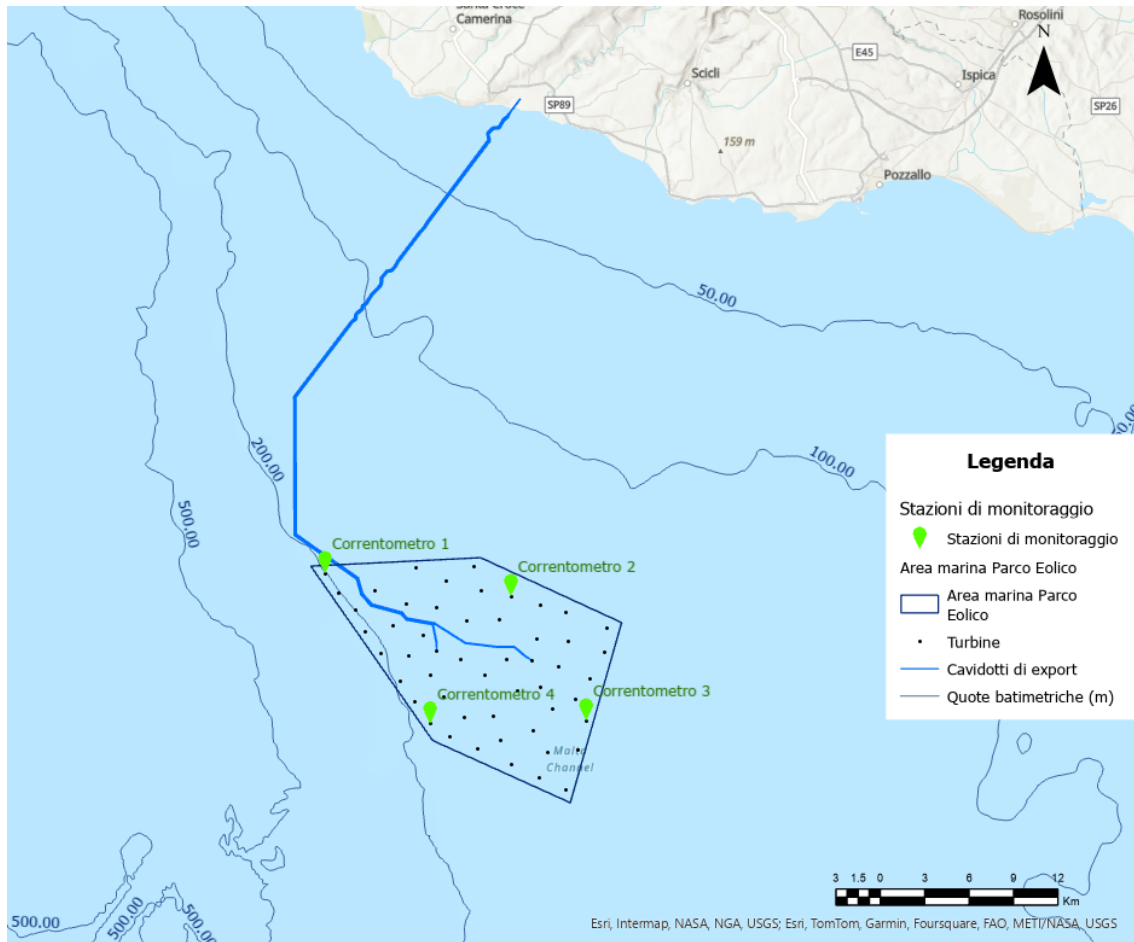 Camerina
Rosolini
N
E45
Scicli
Ispica
SP89
SP26
159 m
Pozzallo
50.00
200.00
100.00
500.00
Legenda
Stazioni di monitoraggio
Stazioni di monitoraggio
Area marina Parco Eolico
Area marina Parco
Eolico
Turbine
Cavidotti di export
Quote batimetriche (m)
Correntometro 1
Correntometro 2
Correntometro 3
Correntometro 4
Malta
Channel
3 1.5 0 3 6 9 12
Km
500.00
500.00
500.00
Esri, Intermap, NASA, NGA, USGS; Esri, TomTom, Garmin, Foursquare, FAO, METI/NASA, USGS